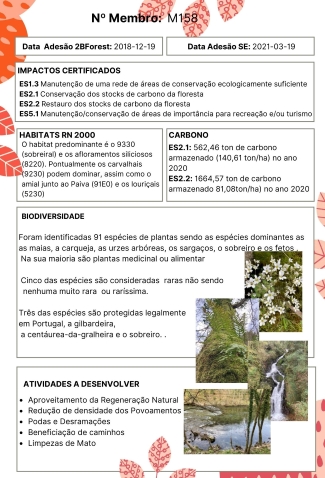 Nº Membro: M158
Data Adesão 2BForest: 2018-12-19
Data Adesão SE: 2021-03-19
IMPACTOS CERTIFICADOS
ES1.3 Manutenção de uma rede de áreas de conservação ecologicamente suficiente
ES2.1 Conservação dos stocks de carbono da floresta
ES2.2 Restauro dos stocks de carbono da floresta
ES5.1 Manutenção/conservação de áreas de importância para recreação e/ou turismo
HABITATS RN 2000
O habitat predominante é o 9330
(sobreiral) e os afloramentos siliciosos
(8220). Pontualmente os carvalhais
(9230) podem dominar, assim como o
amial junto ao Paiva (91E0) e os louriçais
(5230)
CARBONO
ES2.1: 562,46 ton de carbono
armazenado (140,61 ton/ha) no ano
2020
ES2.2: 1664,57 ton de carbono
armazenado 81,08ton/ha) no ano 2020
BIODIVERSIDADE
Foram identificadas 91 espécies de plantas sendo as espécies dominantes as
as maias, a carqueja, as urzes arbóreas, os sargaços, o sobreiro e os fetos .
Na sua maioria são plantas medicinal ou alimentar
Cinco das espécies são consideradas raras não sendo
nenhuma muito rara ou raríssima.
Três das espécies são protegidas legalmente
em Portugal, a gilbardeira,
a centáurea-da-gralheira e o sobreiro. .
ATIVIDADES A DESENVOLVER
• Aproveitamento da Regeneração Natural
• Redução de densidade dos Povoamentos
• Podas e Desramações
• Beneficiação de caminhos
• Limpezas de Mato